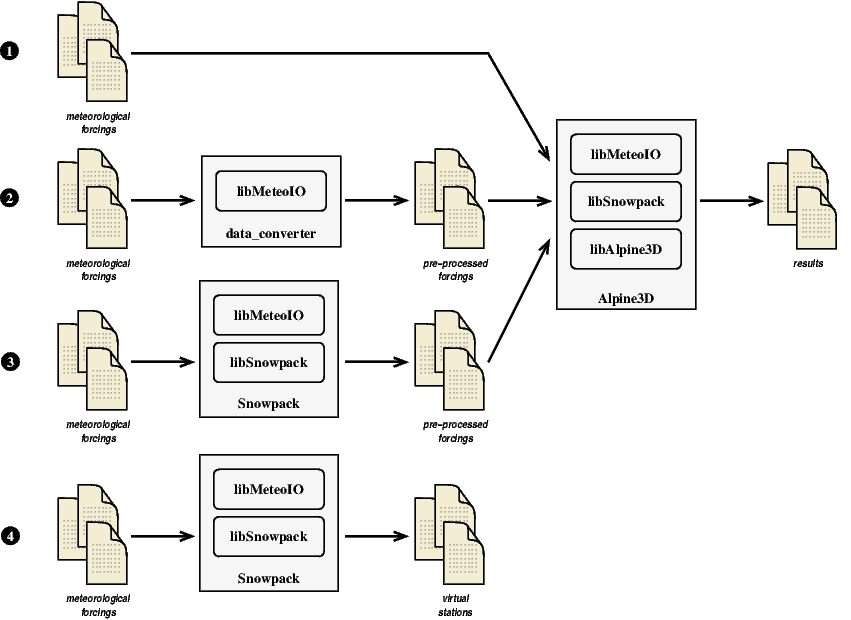 1
meteorological
forcings
2
libMeteoIO
data_converter
meteorological
forcings
pre-processed
forcings
libMeteoIO
libSnowpack
libAlpine3D
Alpine3D
results
3
libMeteoIO
libSnowpack
Snowpack
meteorological
forcings
pre-processed
forcings
4
libMeteoIO
libSnowpack
Snowpack
meteorological
forcings
virtual
stations